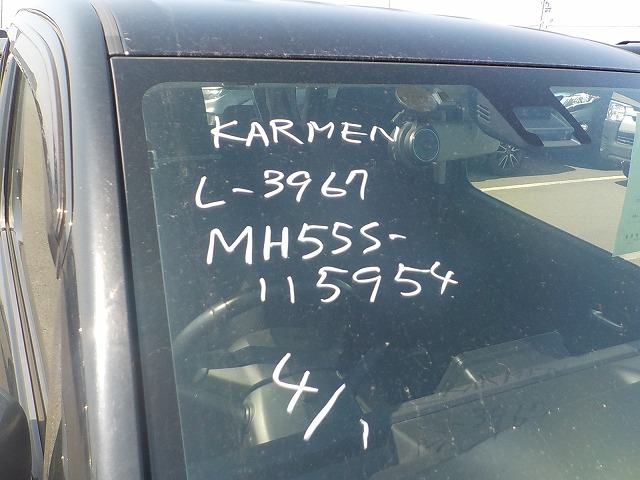 KARMEN
L-3967
MH55S-
115954
4/1